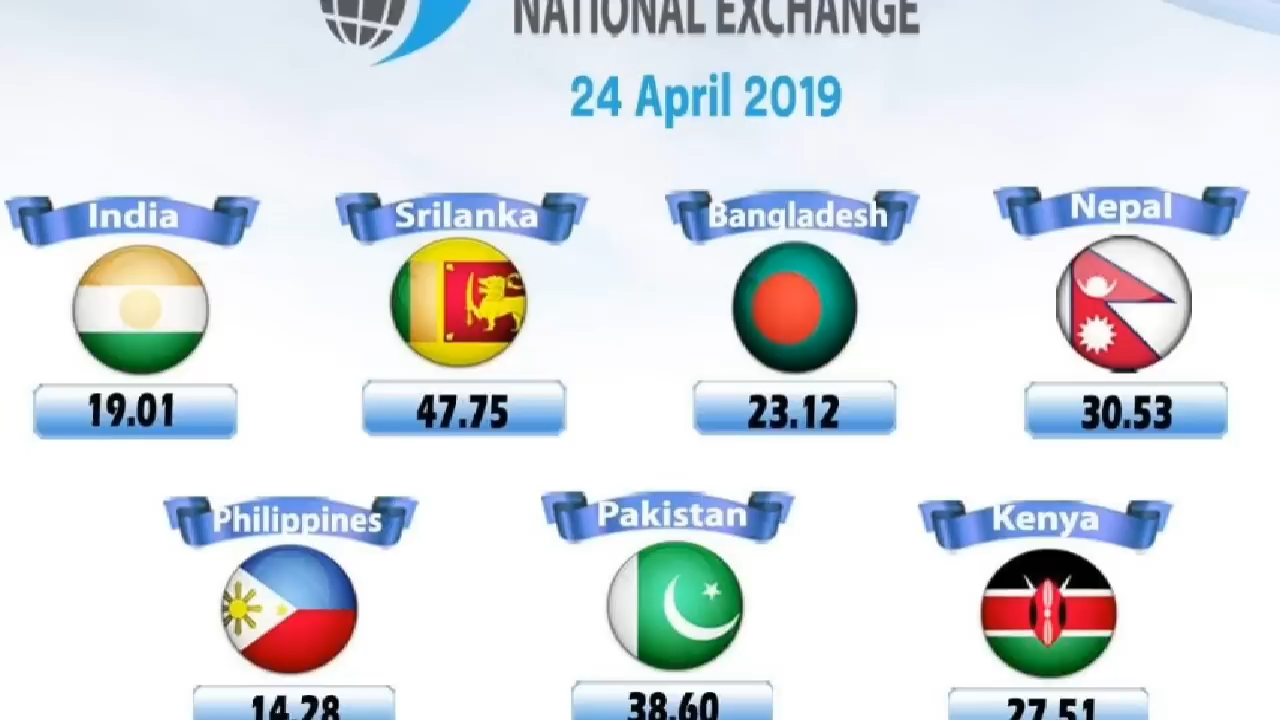 NATIONAL EXCHANGE
24 April 2019
India
Srilanka
Bangladesh
Nepal
19.01
47.75
23.12
30.53
Philippines
Pakistan
Kenya
14.28
38.60
27.51